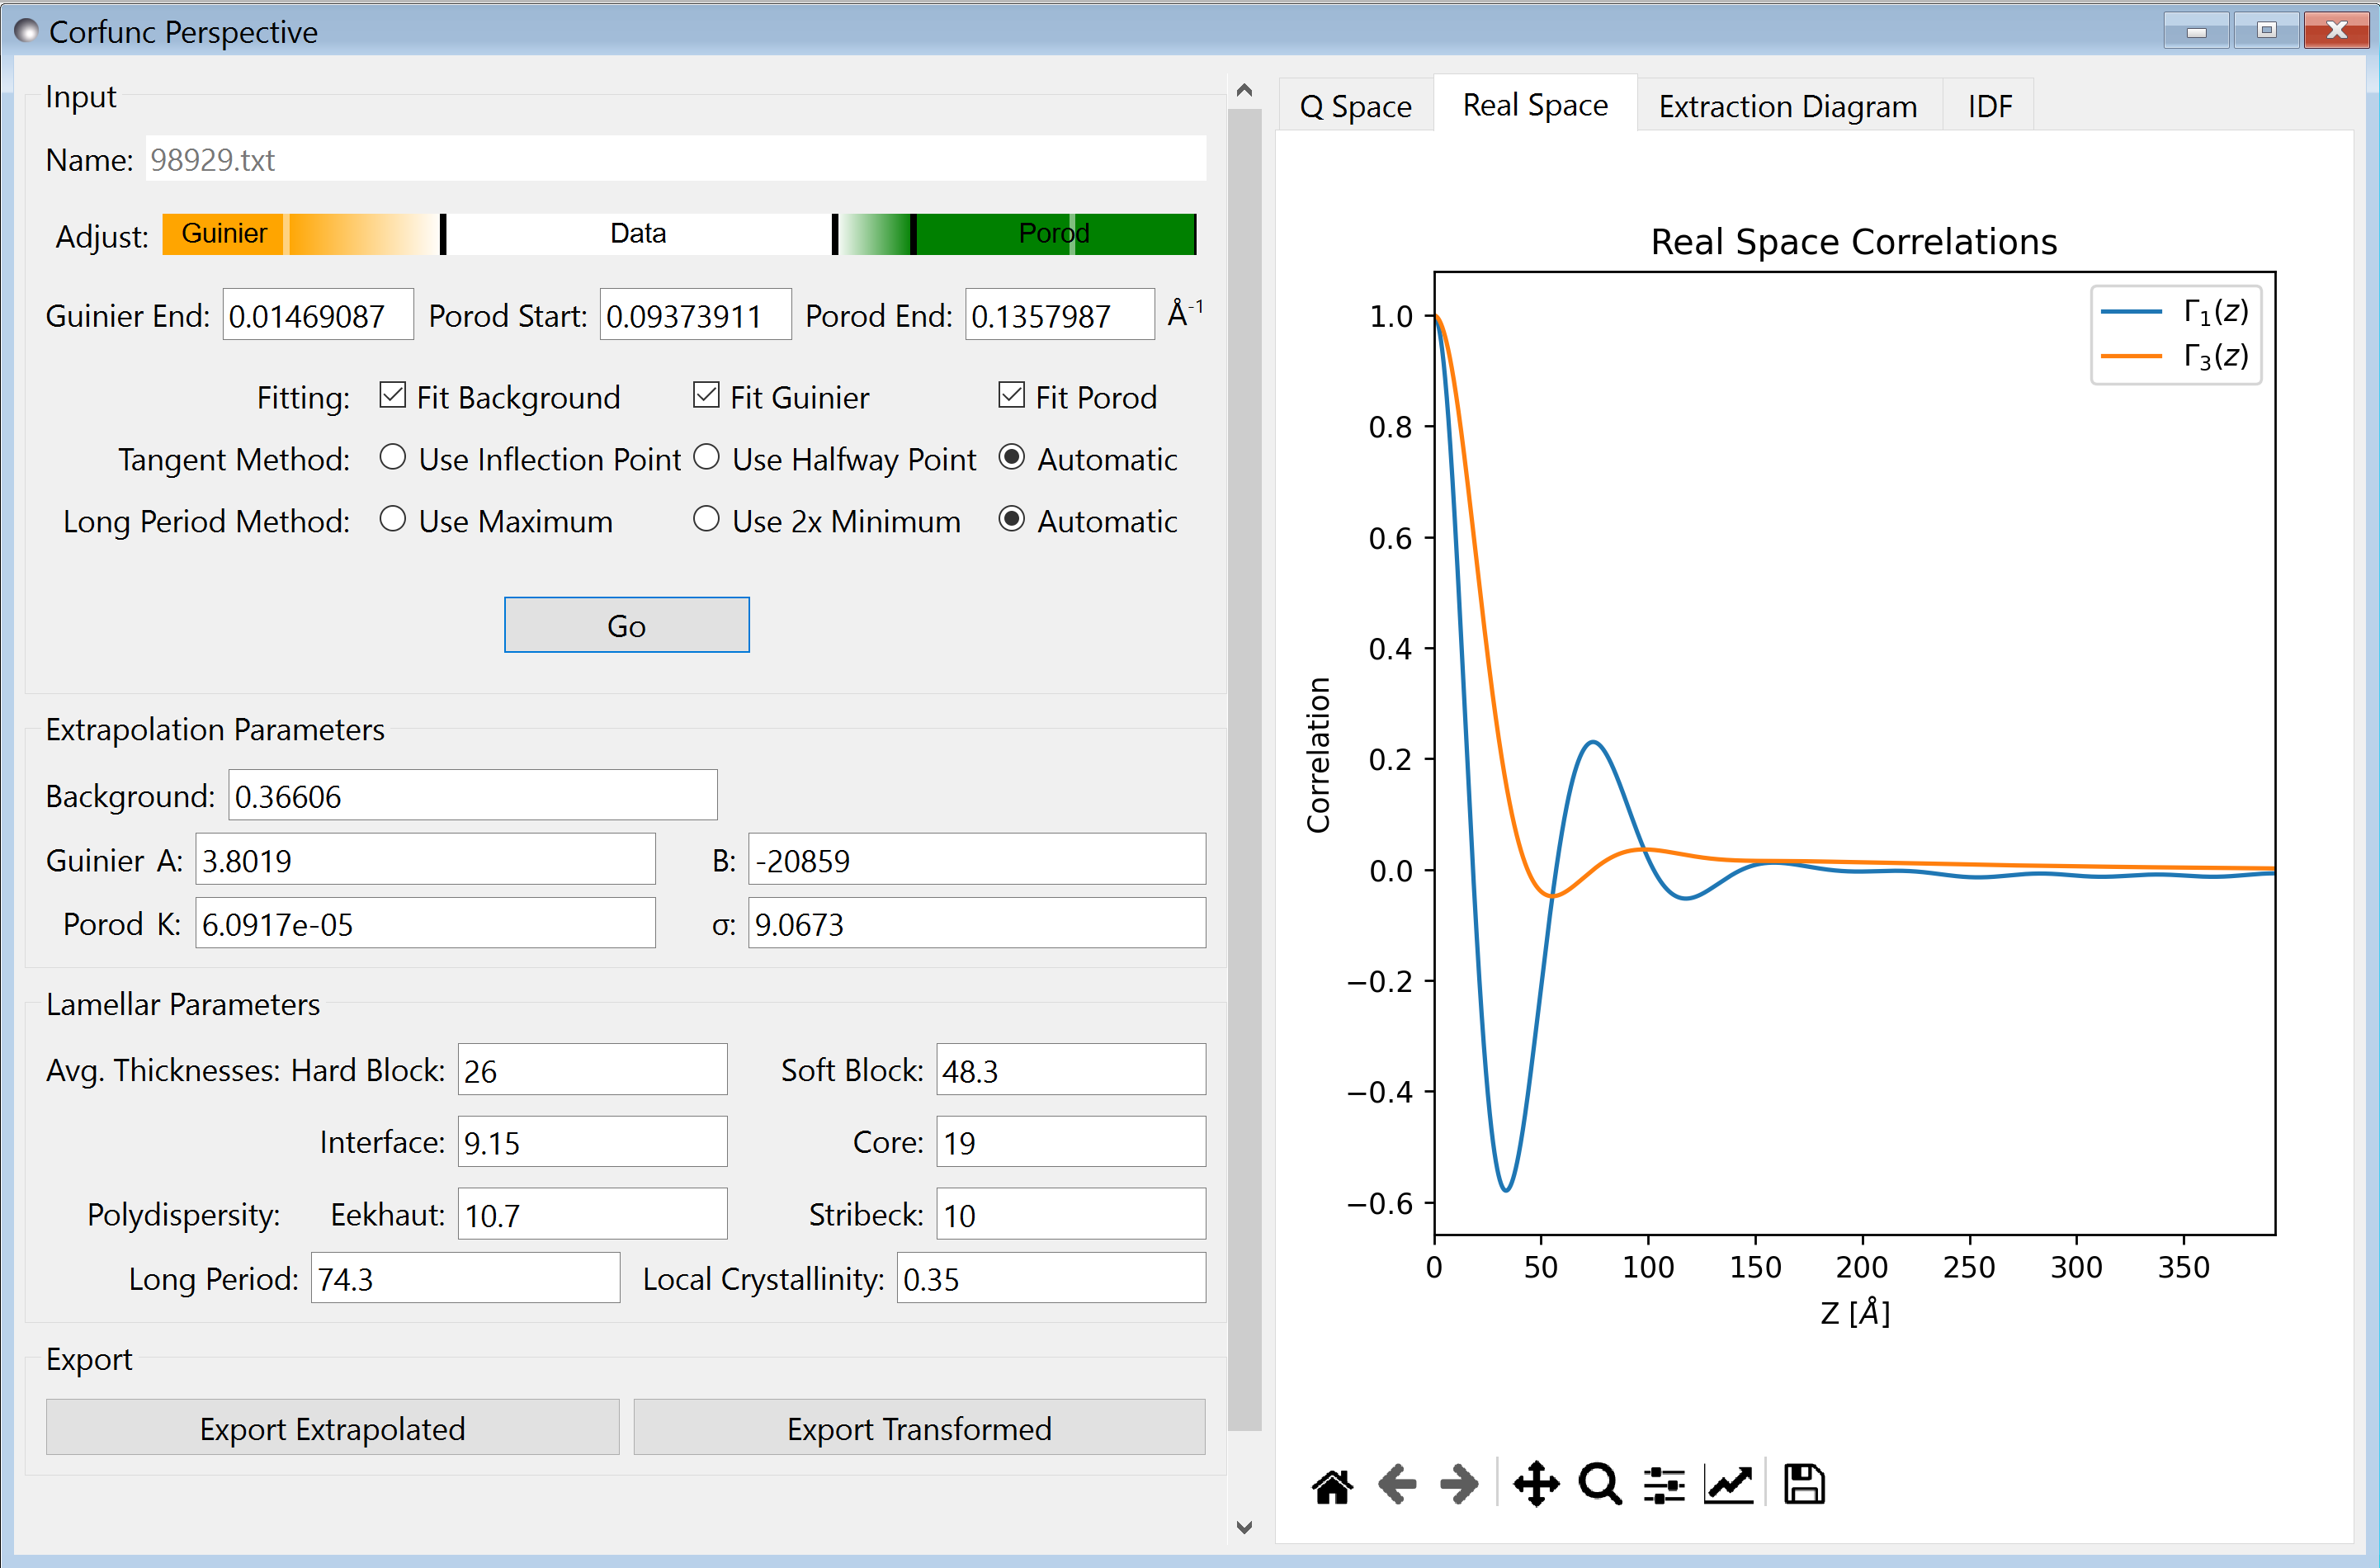 Corfunc Perspective
Input
Name: 98929.txt
Adjust: Guinier Data Porod
Guinier End: 0.01469087 Porod Start: 0.09373911 Porod End: 0.1357987 Å-1
Fitting: Fit Background Fit Guinier Fit Porod
Tangent Method: Use Inflection Point Use Halfway Point Automatic
Long Period Method: Use Maximum Use 2x Minimum Automatic
Go
Extrapolation Parameters
Background: 0.36606
Guinier A: 3.8019 B: -20859
Porod K: 6.0917e-05 σ: 9.0673
Lamellar Parameters
Avg. Thicknesses: Hard Block: 26 Soft Block: 48.3
Interface: 9.15 Core: 19
Polydispersity: Eekhaut: 10.7 Stribeck: 10
Long Period: 74.3 Local Crystallinity: 0.35
Export
Export Extrapolated Export Transformed
Q Space Real Space Extraction Diagram IDF
Real Space Correlations
Γ1(z)
Γ3(z)
Correlation
1.0
0.8
0.6
0.4
0.2
0.0
−0.2
−0.4
−0.6
0 50 100 150 200 250 300 350
Z [Å]